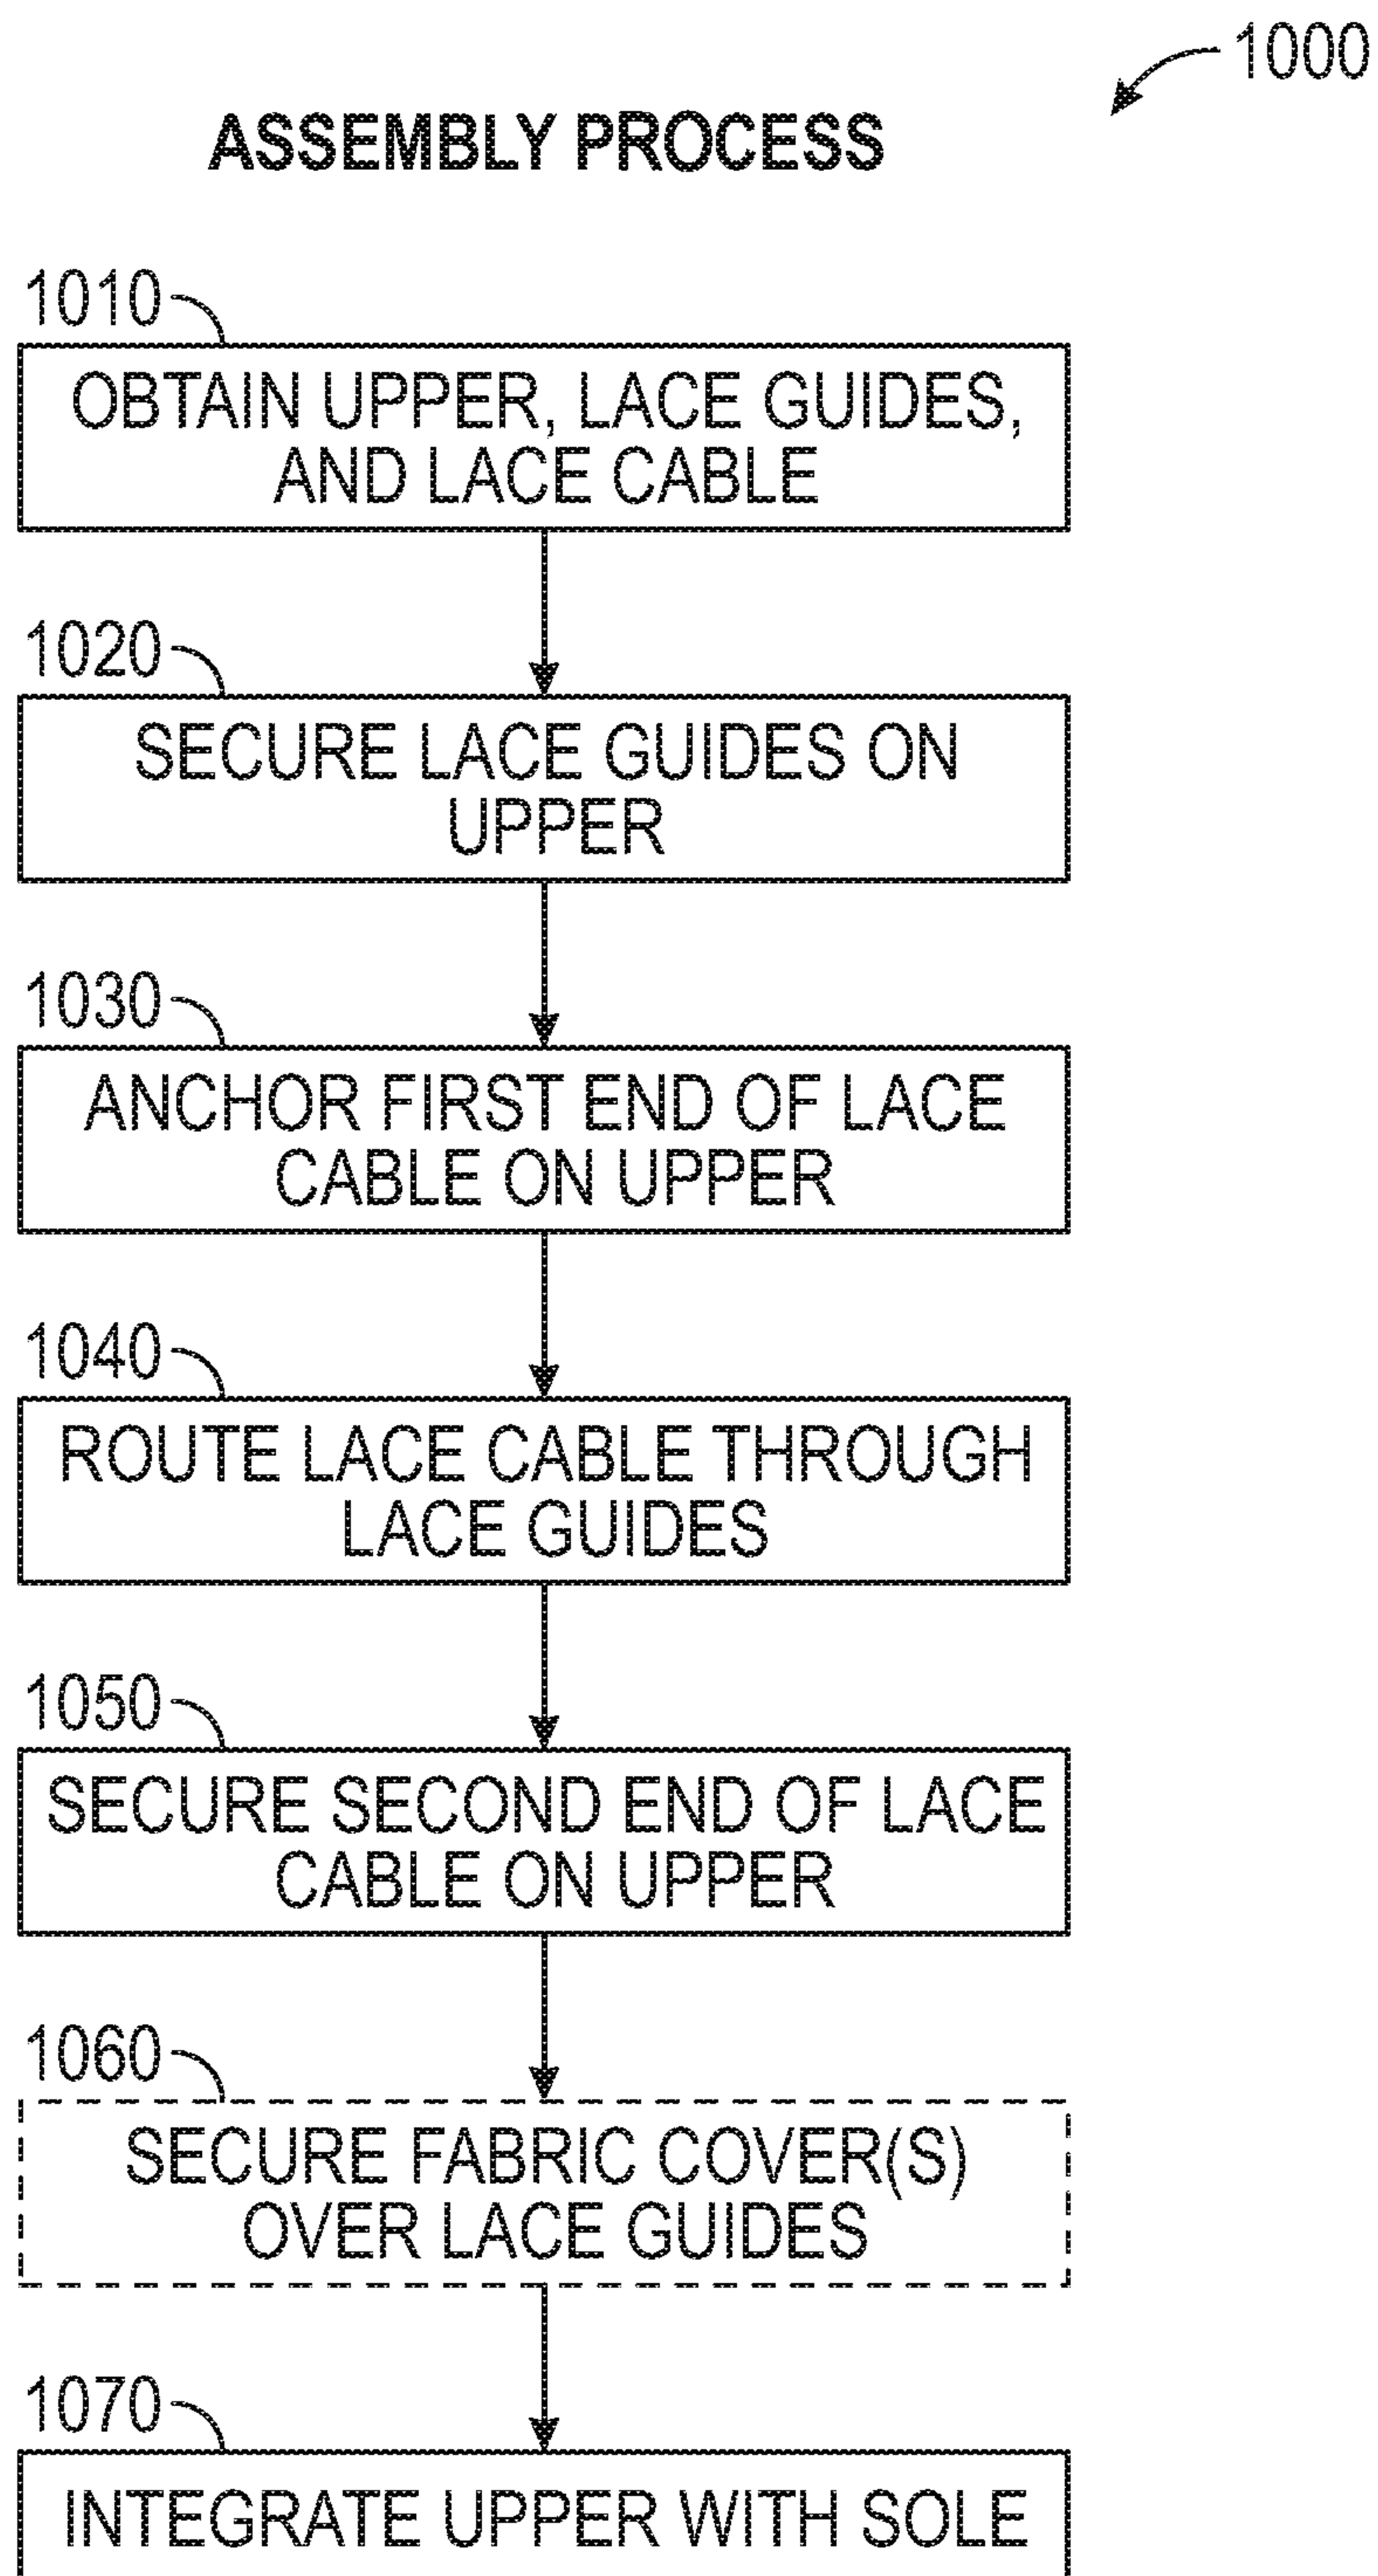 1000
ASSEMBLY PROCESS
1010
OBTAIN UPPER, LACE GUIDES,
AND LACE CABLE
1020
SECURE LACE GUIDES ON
UPPER
1030
ANCHOR FIRST END OF LACE
CABLE ON UPPER
1040
ROUTE LACE CABLE THROUGH
LACE GUIDES
1050
SECURE SECOND END OF LACE
CABLE ON UPPER
1060
SECURE FABRIC COVER(S)
OVER LACE GUIDES
1070
INTEGRATE UPPER WITH SOLE